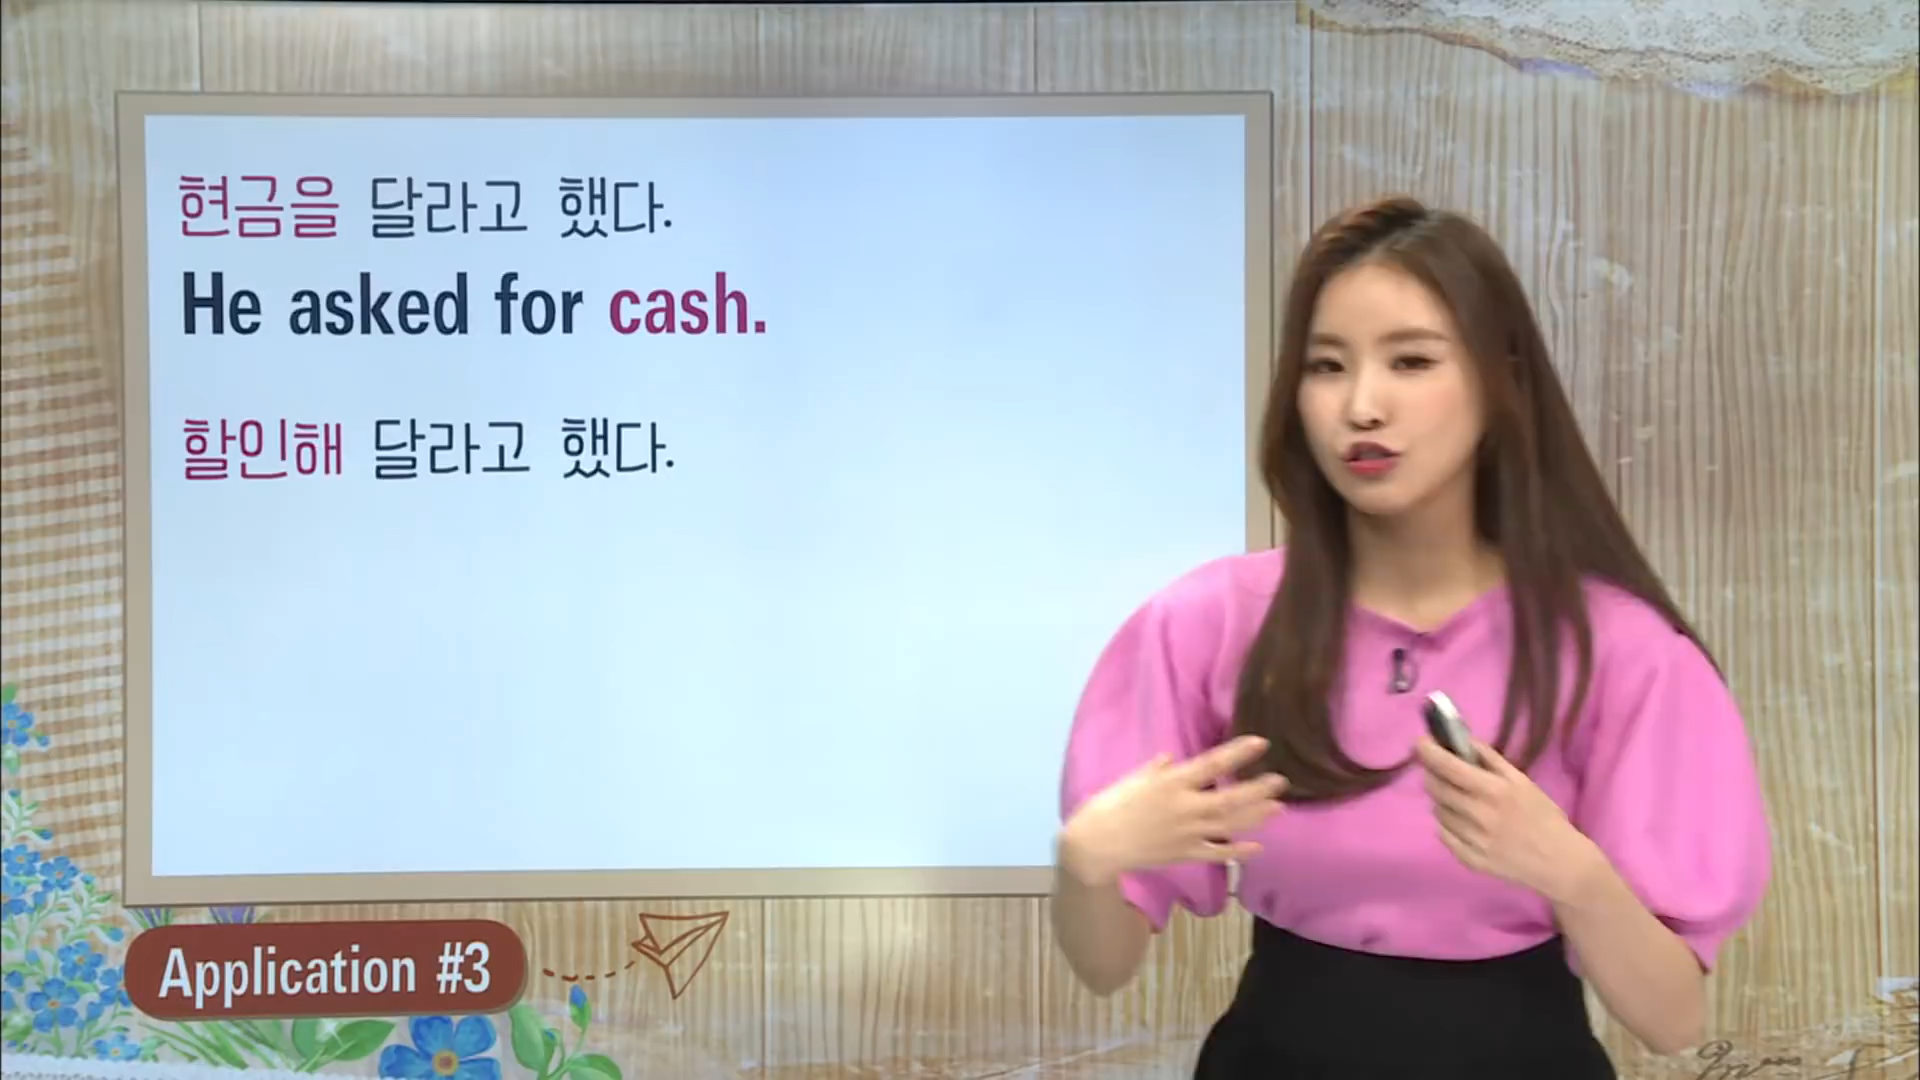 현금을 달라고 했다.
He asked for cash.
할인해 달라고 했다.
Application #3